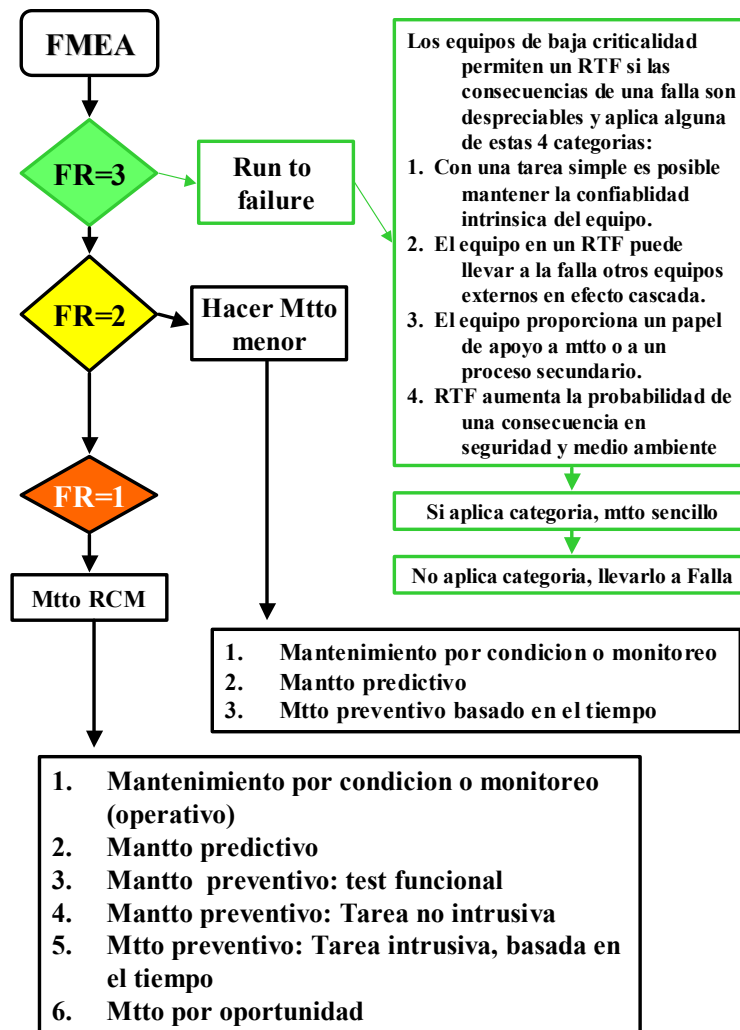 FMEA
FR=3
Run to
failure
Los equipos de baja criticalidad
permiten un RTF si las
consecuencias de una falla son
despreciables y aplica alguna
de estas 4 categorias:
1. Con una tarea simple es posible
mantener la confiablidad
intrinsica del equipo.
2. El equipo en un RTF puede
llevar a la falla otros equipos
externos en efecto cascada.
3. El equipo proporciona un papel
de apoyo a mtto o a un
proceso secundario.
4. RTF aumenta la probabilidad de
una consecuencia en
seguridad y medio ambiente
Si aplica categoria, mtto sencillo
No aplica categoria, llevarlo a Falla
FR=2
Hacer Mtto
menor
1. Mantenimiento por condicion o monitoreo
2. Mantto predictivo
3. Mtto preventivo basado en el tiempo
FR=1
Mtto RCM
1. Mantenimiento por condicion o monitoreo
(operativo)
2. Mantto predictivo
3. Mantto preventivo: test funcional
4. Mantto preventivo: Tarea no intrusiva
5. Mtto preventivo: Tarea intrusiva, basada en
el tiempo
6. Mtto por oportunidad